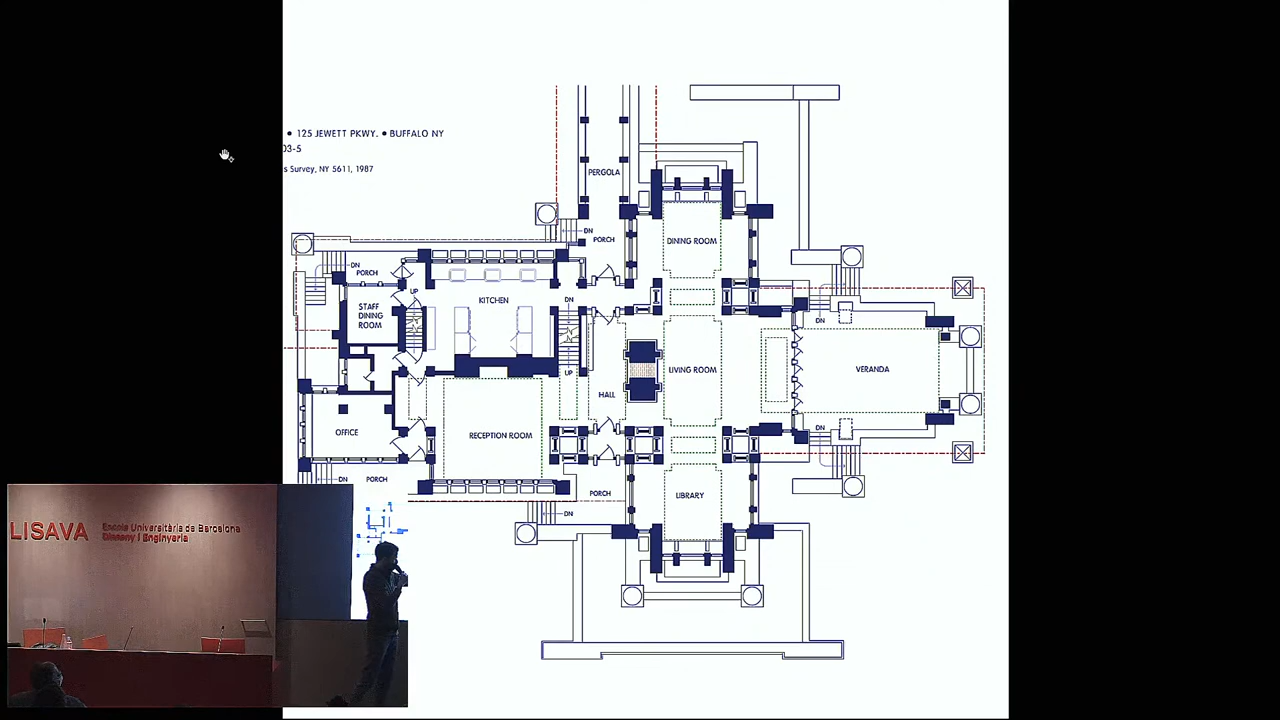 ● 125 JEWETT PKWY. ● BUFFALO NY
03-5
s Survey, NY 5611, 1987
PERGOLA
DN
PORCH
DINING ROOM
DN
PORCH
UP
KITCHEN
DN
STAFF
DINING
ROOM
DN
LIVING ROOM
VERANDA
UP
HALL
OFFICE
RECEPTION ROOM
DN
DN
PORCH
PORCH
LIBRARY
DN
LISAVA
Escola Universitària de Barcelona
Disseny i Enginyeria